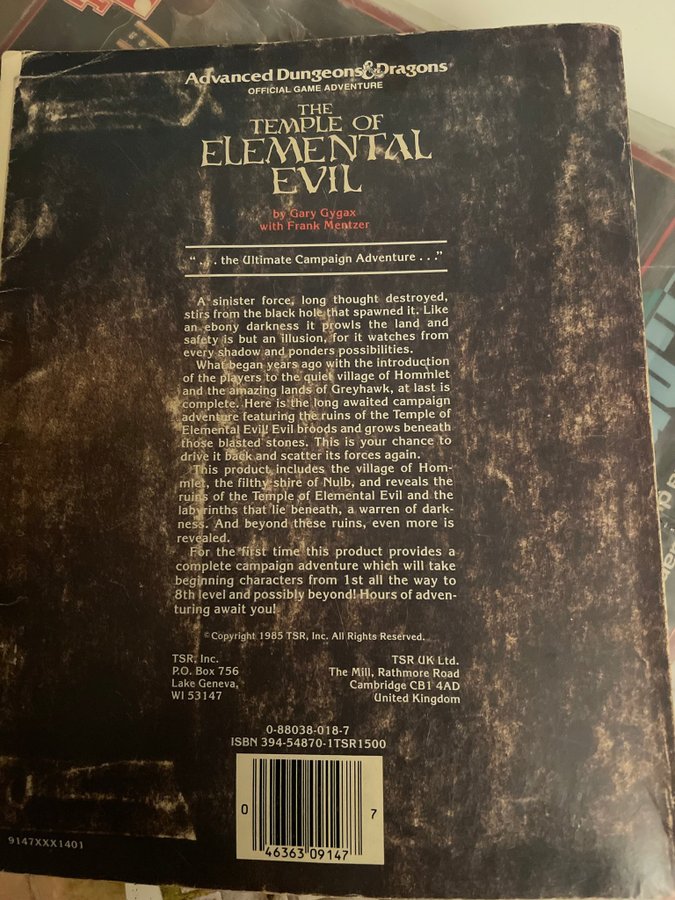 Advanced Dungeons & Dragons®
OFFICIAL GAME ADVENTURE
THE
TEMPLE OF
ELEMENTAL
EVIL
by Gary Gygax
with Frank Mentzer
“. . . the Ultimate Campaign Adventure . . .”
A sinister force, long thought destroyed,
stirs from the black hole that spawned it. Like
an ebony darkness it prowls the land and
safety is but an illusion, for it watches from
every shadow and ponders possibilities.
What began years ago with the introduction
of the players to the quiet village of Hommlet
and the amazing lands of Greyhawk, at last is
complete. Here is the long awaited campaign
adventure featuring the ruins of the Temple of
Elemental Evil! Evil broods and grows beneath
those blasted stones. This is your chance to
drive it back and scatter its forces again.
This product includes the village of Hom-
mlet, the filthy shire of Nulb, and reveals the
ruins of the Temple of Elemental Evil and the
labyrinths that lie beneath, a warren of dark-
ness. And beyond these ruins, even more is
revealed.
For the first time this product provides a
complete campaign adventure which will take
beginning characters from 1st all the way to
8th level and possibly beyond! Hours of adven-
turing await you!
©Copyright 1985 TSR, Inc. All Rights Reserved.
TSR, Inc.
P.O. Box 756
Lake Geneva,
WI 53147
TSR UK Ltd.
The Mill, Rathmore Road
Cambridge CB1 4AD
United Kingdom
0-88038-018-7
ISBN 394-54870-1TSR1500
0 7
46363 09147
9147XXX1401